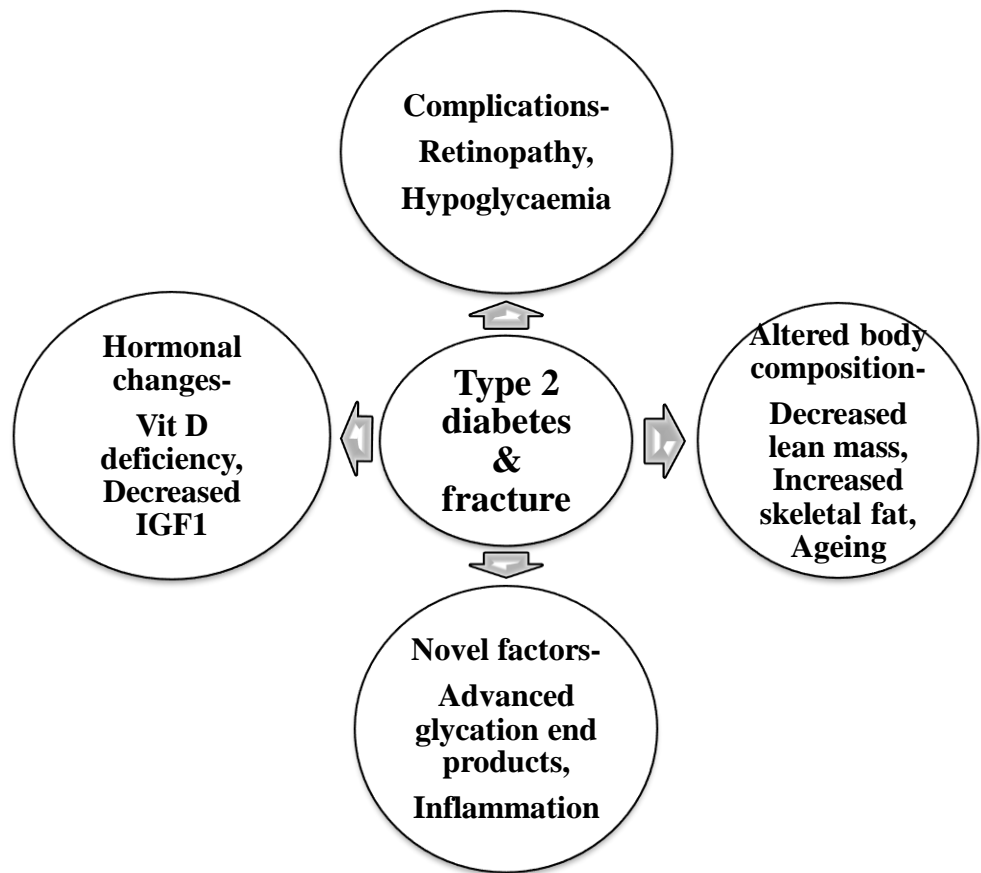 Complications-
Retinopathy,
Hypoglycaemia
Hormonal
changes-
Vit D
deficiency,
Decreased
IGF1
Type 2
diabetes
&
fracture
Altered body
composition-
Decreased
lean mass,
Increased
skeletal fat,
Ageing
Novel factors-
Advanced
glycation end
products,
Inflammation